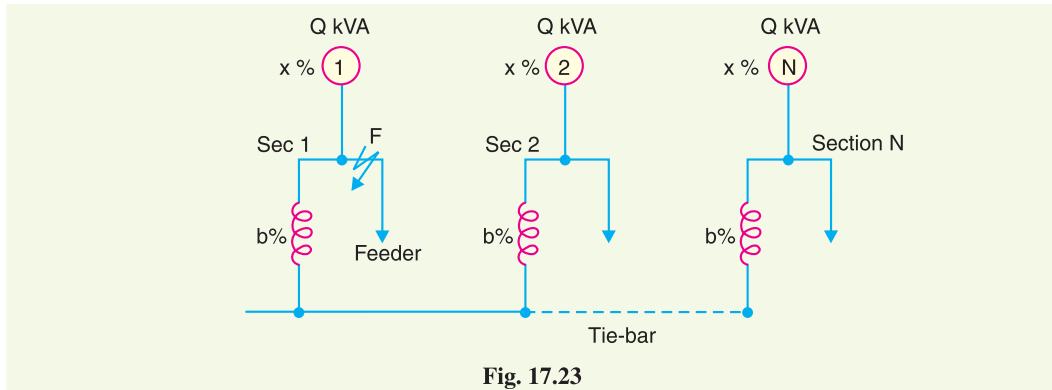 Q kVA Q kVA Q kVA
x % 1 x % 2 x % N
Sec 1 F Sec 2 Section N
b% b% b%
Feeder
Tie-bar
Fig. 17.23